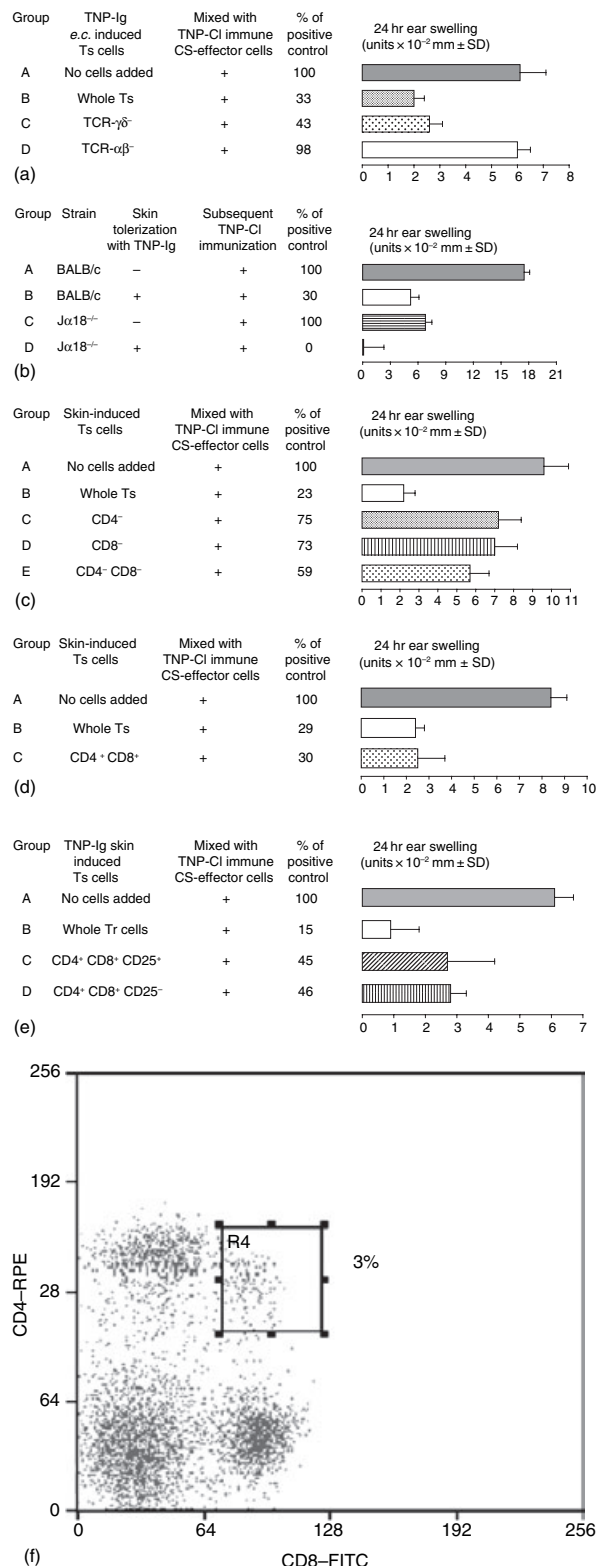 TNP-Ig Mixed with % of 24 hr ear swelling
e.c. induced TNP-Cl immune positive (units × 10⁻² mm ± SD)
Ts cells CS-effector cells control
A No cells added + 100
B Whole Ts + 33
C TCR-γδ⁻ + 43
D TCR-αβ⁻ + 98
0 1 2 3 4 5 6 7 8
(a)
Group Strain Skin Subsequent % of 24 hr ear swelling
tolerization TNP-Cl positive (units × 10⁻² mm ± SD)
with TNP-Ig immunization control
A BALB/c – + 100
B BALB/c + + 30
C Jα18⁻/⁻ – + 100
D Jα18⁻/⁻ + + 0
0 3 6 9 12 15 18 21
(b)
Group Skin-induced Mixed with % of 24 hr ear swelling
Ts cells TNP-Cl immune positive (units × 10⁻² mm ± SD)
CS-effector cells control
A No cells added + 100
B Whole Ts + 23
C CD4⁻ + 75
D CD8⁻ + 73
E CD4⁻ CD8⁻ + 59
0 1 2 3 4 5 6 7 8 9 10 11
(c)
Group Skin-induced Mixed with % of 24 hr ear swelling
Ts cells TNP-Cl immune positive (units × 10⁻² mm ± SD)
CS-effector cells control
A No cells added + 100
B Whole Ts + 29
C CD4⁺ CD8⁺ + 30
0 1 2 3 4 5 6 7 8 9 10
(d)
Group TNP-Ig skin Mixed with % of 24 hr ear swelling
induced TNP-Cl immune positive (units × 10⁻² mm ± SD)
Ts cells CS-effector cells control
A No cells added + 100
B Whole Tr cells + 15
C CD4⁺ CD8⁺ CD25⁺ + 45
D CD4⁺ CD8⁺ CD25⁻ + 46
0 1 2 3 4 5 6 7
(e)
256
192
R4
3%
28
CD4–RPE
64
0
0 64 128 192 256
(f)
CD8–FITC